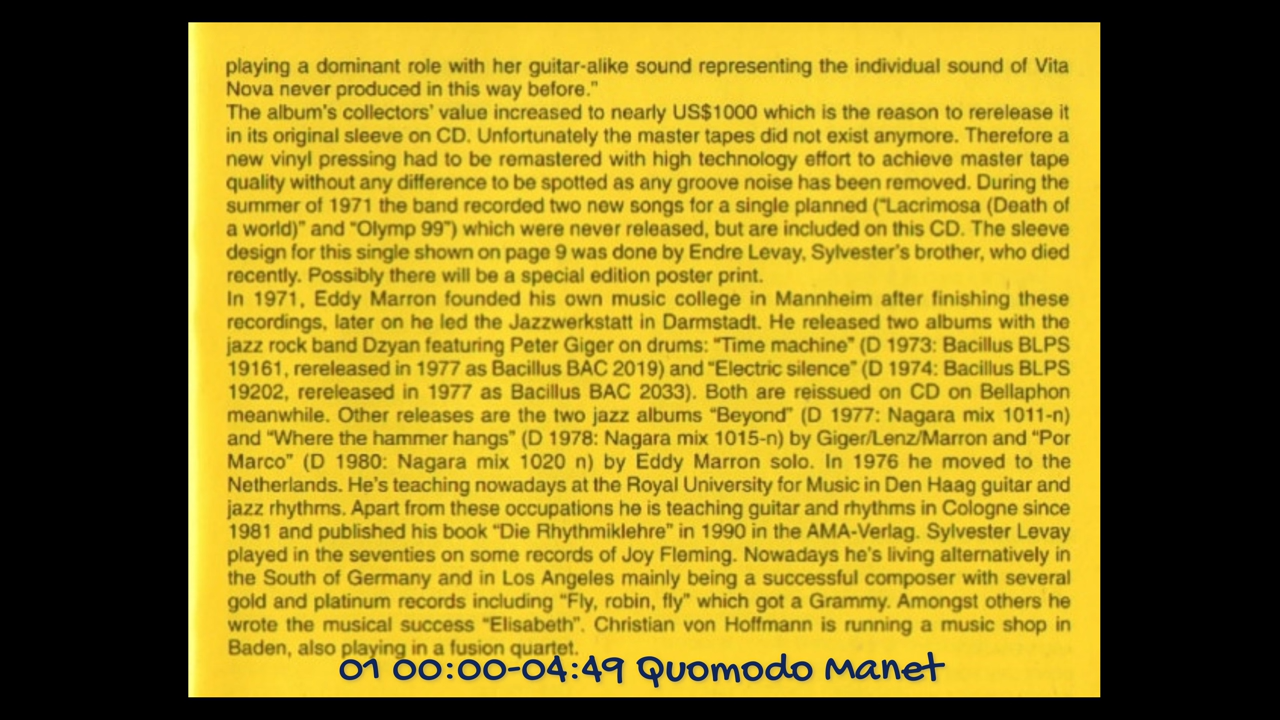 playing a dominant role with her guitar-alike sound representing the individual sound of Vita
Nova never produced in this way before.”
The album’s collectors’ value increased to nearly US$1000 which is the reason to rerelease it
in its original sleeve on CD. Unfortunately the master tapes did not exist anymore. Therefore a
new vinyl pressing had to be remastered with high technology effort to achieve master tape
quality without any difference to be spotted as any groove noise has been removed. During the
summer of 1971 the band recorded two new songs for a single planned (“Lacrimosa (Death of
a world)” and “Olymp 99”) which were never released, but are included on this CD. The sleeve
design for this single shown on page 9 was done by Endre Levay, Sylvester’s brother, who died
recently. Possibly there will be a special edition poster print.
In 1971, Eddy Marron founded his own music college in Mannheim after finishing these
recordings, later on he led the Jazzwerkstatt in Darmstadt. He released two albums with the
jazz rock band Dzyan featuring Peter Giger on drums: “Time machine” (D 1973: Bacillus BLPS
19161, rereleased in 1977 as Bacillus BAC 2019) and “Electric silence” (D 1974: Bacillus BLPS
19202, rereleased in 1977 as Bacillus BAC 2033). Both are reissued on CD on Bellaphon
meanwhile. Other releases are the two jazz albums “Beyond” (D 1977: Nagara mix 1011-n)
and “Where the hammer hangs” (D 1978: Nagara mix 1015-n) by Giger/Lenz/Marron and “Por
Marco” (D 1980: Nagara mix 1020 n) by Eddy Marron solo. In 1976 he moved to the
Netherlands. He’s teaching nowadays at the Royal University for Music in Den Haag guitar and
jazz rhythms. Apart from these occupations he is teaching guitar and rhythms in Cologne since
1981 and published his book “Die Rhythmiklehre” in 1990 in the AMA-Verlag. Sylvester Levay
played in the seventies on some records of Joy Fleming. Nowadays he’s living alternatively in
the South of Germany and in Los Angeles mainly being a successful composer with several
gold and platinum records including “Fly, robin, fly” which got a Grammy. Amongst others he
wrote the musical success “Elisabeth”. Christian von Hoffmann is running a music shop in
Baden, also playing in a fusion quartet.
01 00:00-04:49 Quomodo Manet